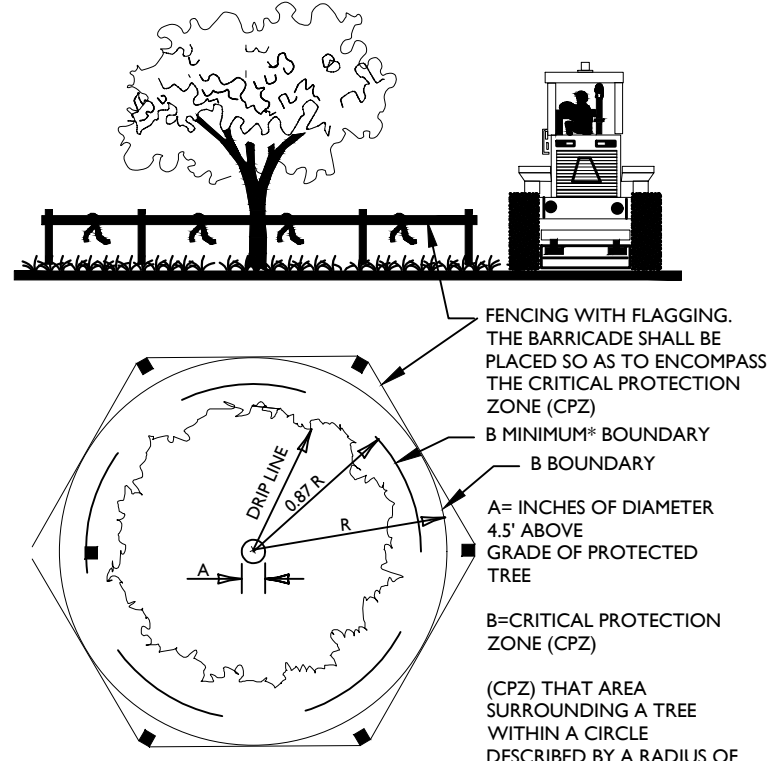 FENCING WITH FLAGGING.
THE BARRICADE SHALL BE
PLACED SO AS TO ENCOMPASS
THE CRITICAL PROTECTION
ZONE (CPZ)
B MINIMUM* BOUNDARY
B BOUNDARY
DRIP LINE
0.87 R
R
A
A= INCHES OF DIAMETER
4.5' ABOVE
GRADE OF PROTECTED
TREE
B=CRITICAL PROTECTION
ZONE (CPZ)
(CPZ) THAT AREA
SURROUNDING A TREE
WITHIN A CIRCLE
DESCRIBED BY A RADIUS OF